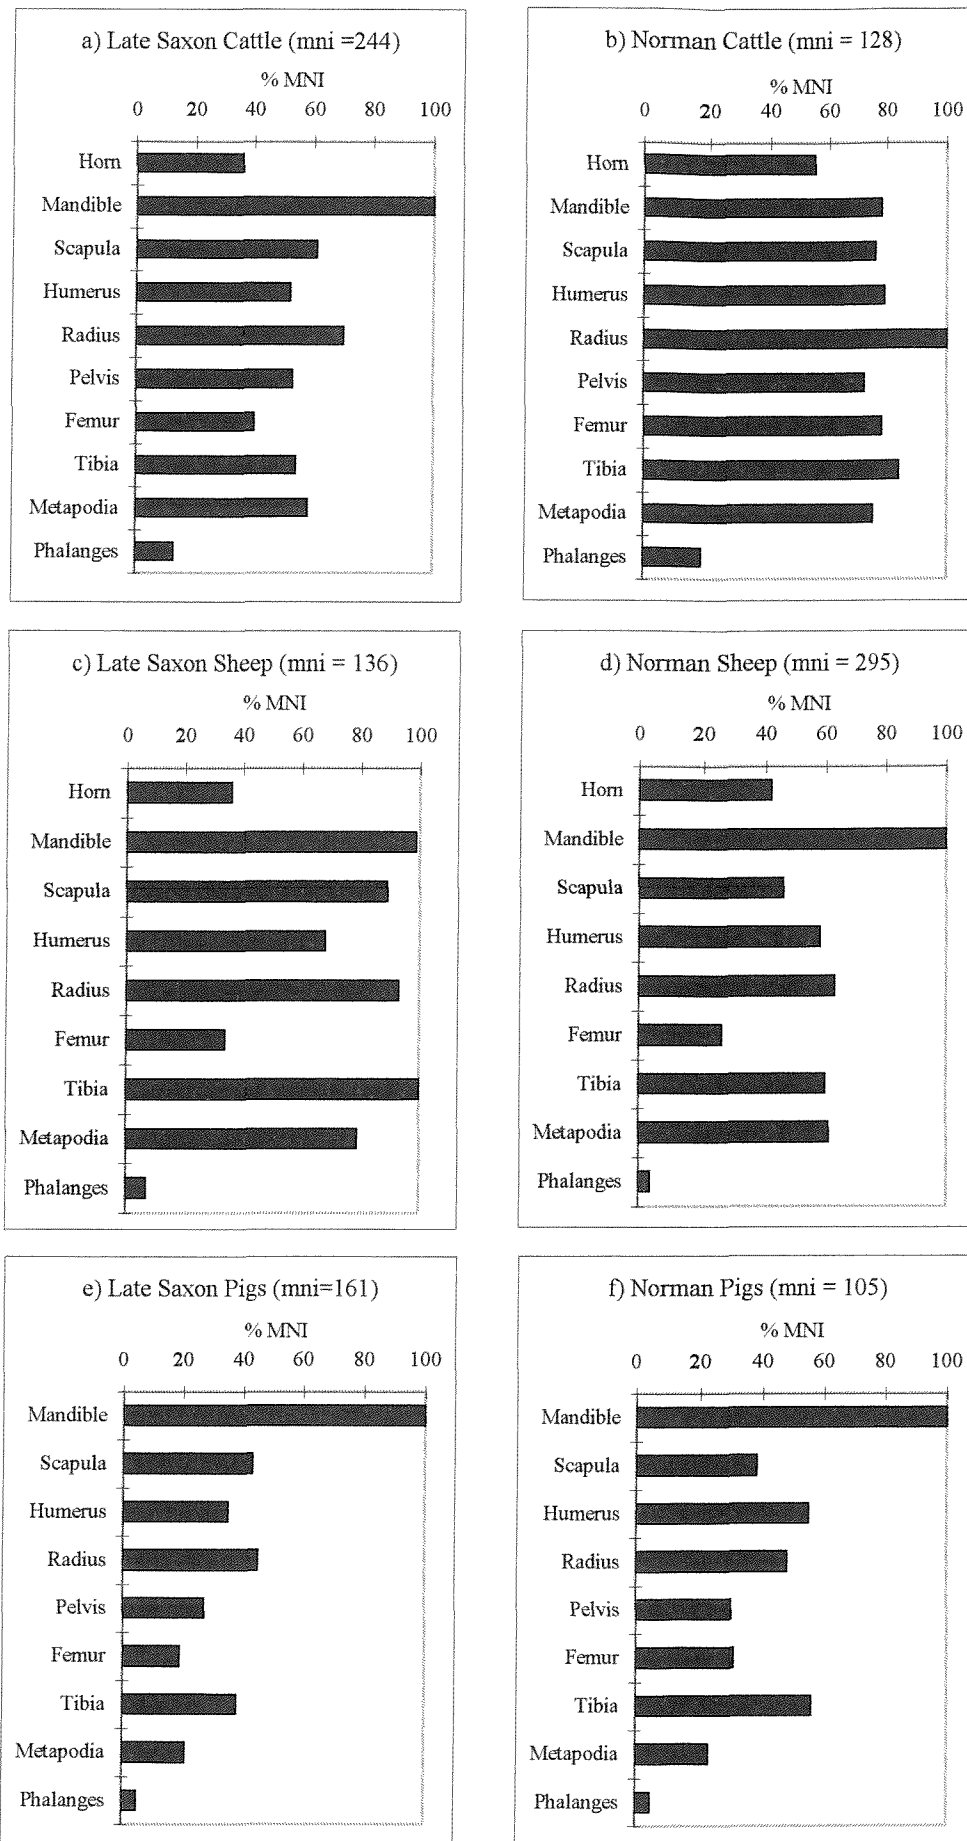 a) Late Saxon Cattle (mni =244)
% MNI
0 20 40 60 80 100
Horn
Mandible
Scapula
Humerus
Radius
Pelvis
Femur
Tibia
Metapodia
Phalanges
b) Norman Cattle (mni = 128)
% MNI
0 20 40 60 80 100
Horn
Mandible
Scapula
Humerus
Radius
Pelvis
Femur
Tibia
Metapodia
Phalanges
c) Late Saxon Sheep (mni = 136)
% MNI
0 20 40 60 80 100
Horn
Mandible
Scapula
Humerus
Radius
Femur
Tibia
Metapodia
Phalanges
d) Norman Sheep (mni = 295)
% MNI
0 20 40 60 80 100
Horn
Mandible
Scapula
Humerus
Radius
Femur
Tibia
Metapodia
Phalanges
e) Late Saxon Pigs (mni=161)
% MNI
0 20 40 60 80 100
Mandible
Scapula
Humerus
Radius
Pelvis
Femur
Tibia
Metapodia
Phalanges
f) Norman Pigs (mni = 105)
% MNI
0 20 40 60 80 100
Mandible
Scapula
Humerus
Radius
Pelvis
Femur
Tibia
Metapodia
Phalanges